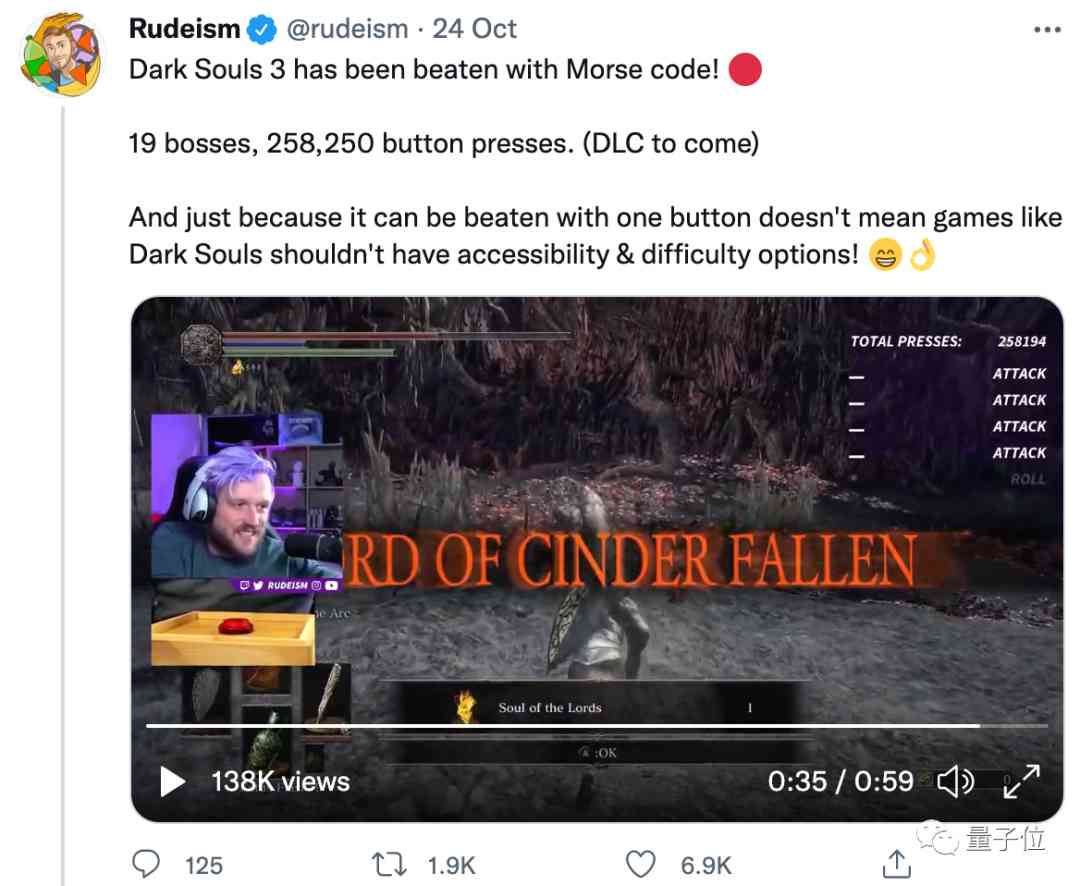 Rudeism @rudeism · 24 Oct
Dark Souls 3 has been beaten with Morse code! 🔴
19 bosses, 258,250 button presses. (DLC to come)
And just because it can be beaten with one button doesn't mean games like
Dark Souls shouldn't have accessibility & difficulty options! 😁👌
TOTAL PRESSES: 258194
ATTACK
ATTACK
ATTACK
ATTACK
ROLL
RD OF CINDER FALLEN
RUDEISM
he Arc
Soul of the Lords 1
:OK
138K views 0:35 / 0:59
量子位
125 1.9K 6.9K